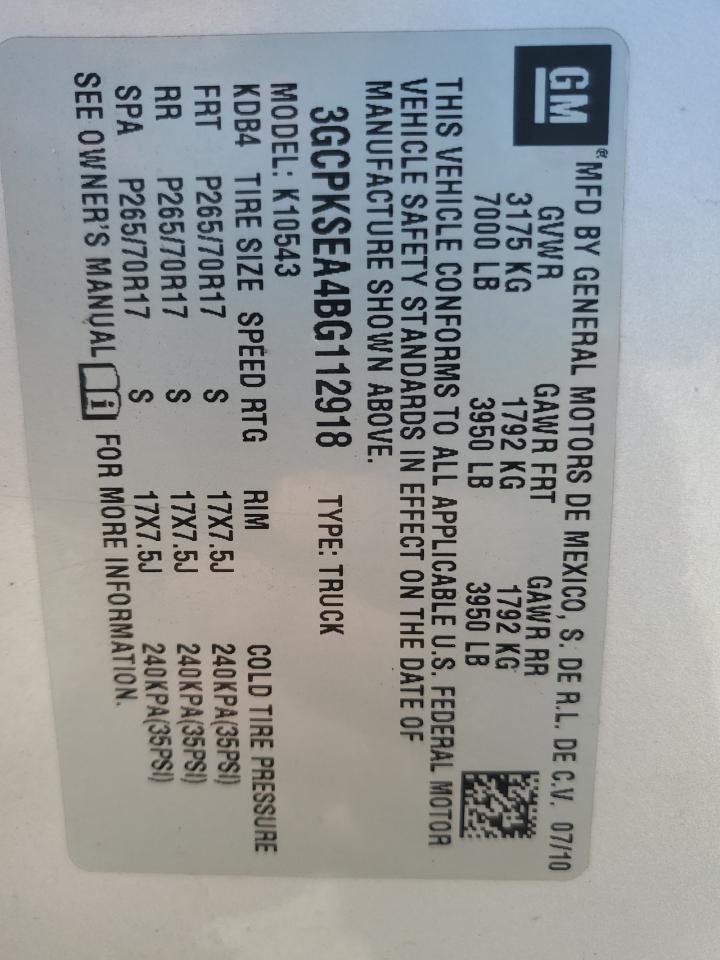 GM
® MFD BY GENERAL MOTORS DE MEXICO, S. DE R.L. DE C.V. 07/10
GVWR GAWR FRT GAWR RR
3175 KG 1792 KG 1792 KG
7000 LB 3950 LB 3950 LB
THIS VEHICLE CONFORMS TO ALL APPLICABLE U.S. FEDERAL MOTOR
VEHICLE SAFETY STANDARDS IN EFFECT ON THE DATE OF
MANUFACTURE SHOWN ABOVE.
3GCPKSEA4BG112918 TYPE: TRUCK
MODEL: K10543
KDB4 TIRE SIZE SPEED RTG RIM COLD TIRE PRESSURE
FRT P265/70R17 S 17X7.5J 240KPA(35PSI)
RR P265/70R17 S 17X7.5J 240KPA(35PSI)
SPA P265/70R17 S 17X7.5J 240KPA(35PSI)
SEE OWNER'S MANUAL i FOR MORE INFORMATION.